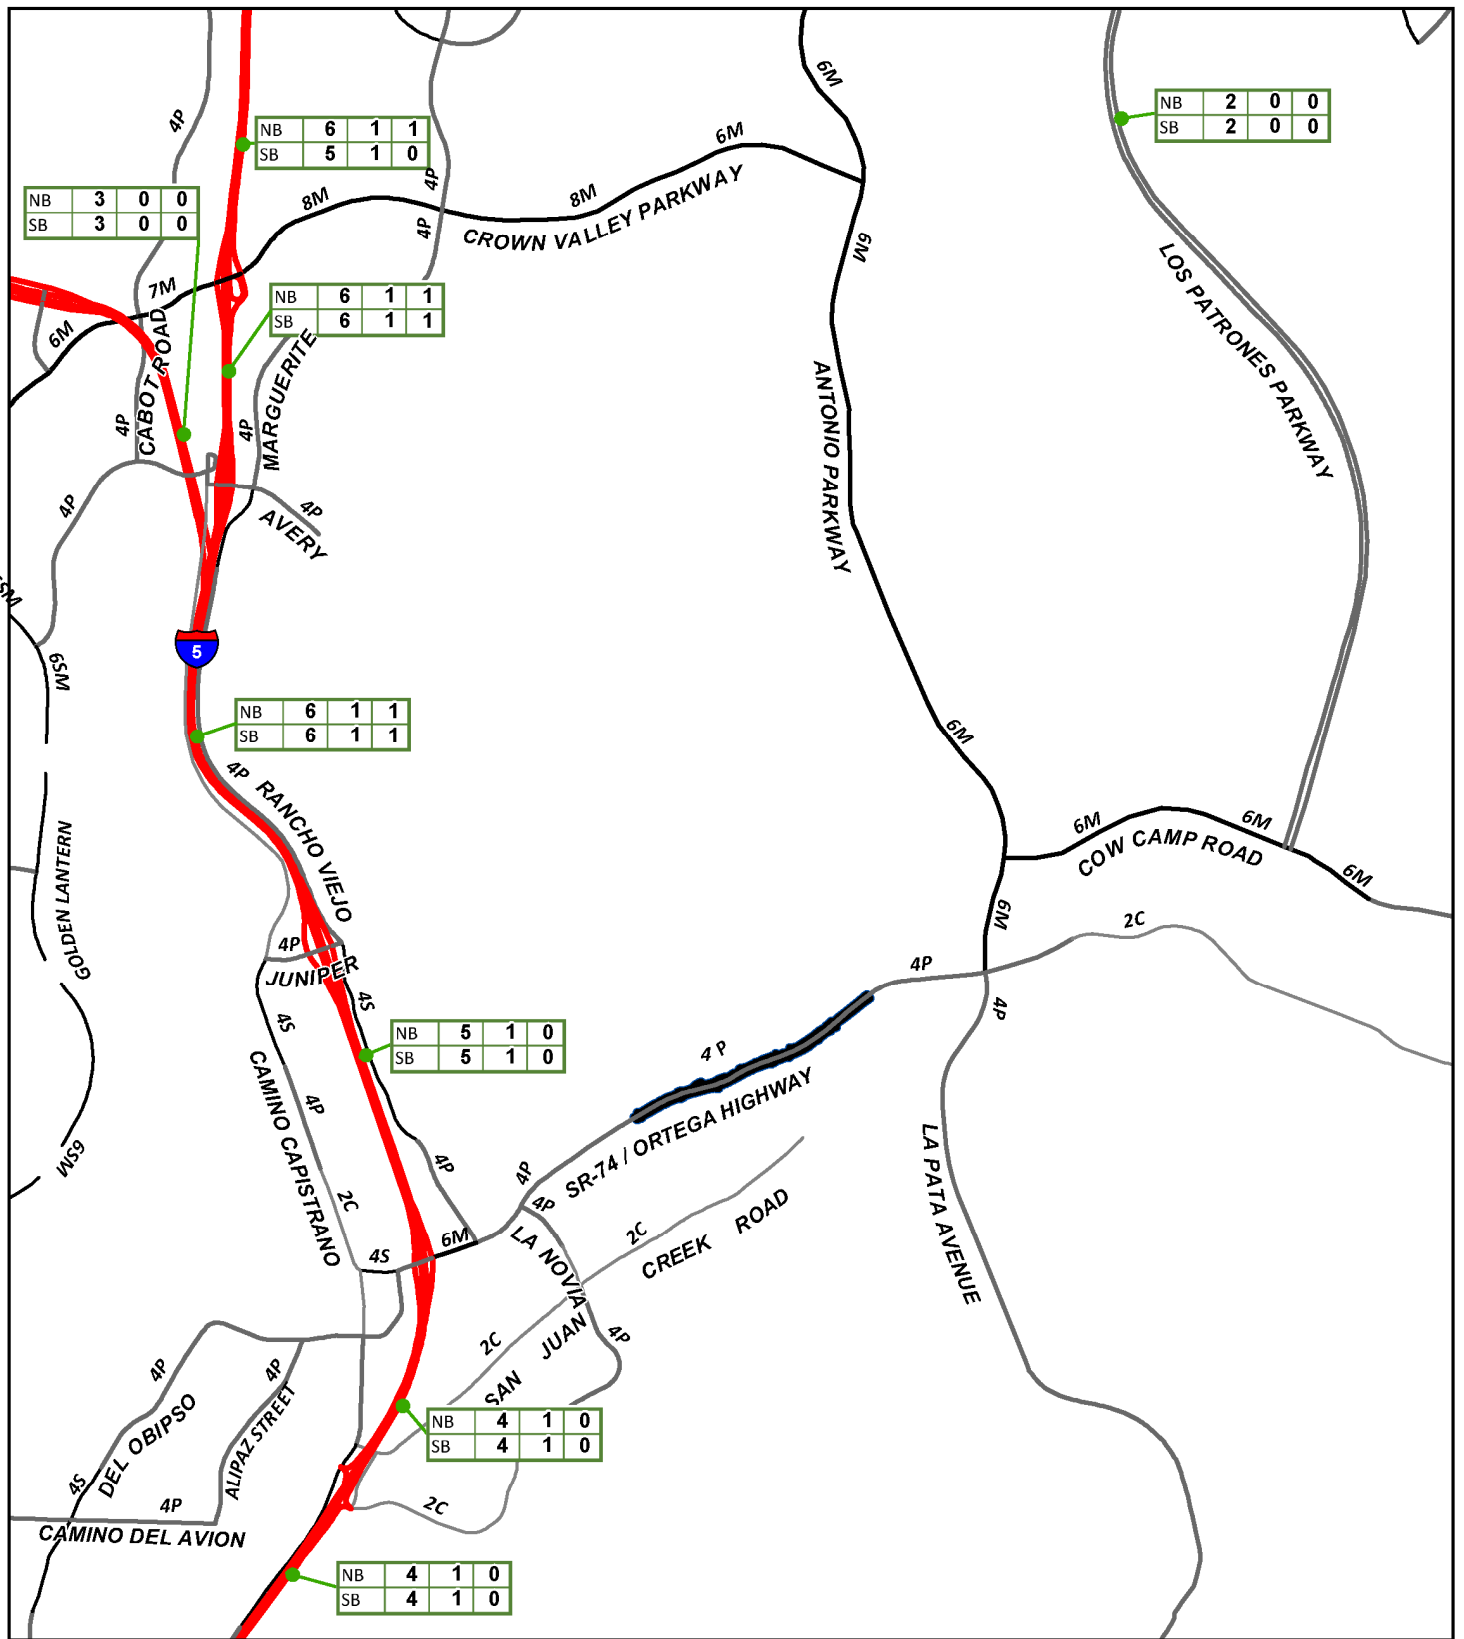 6M
4P
NB 6 1 1
SB 5 1 0
NB 2 0 0
SB 2 0 0
6M
4P
NB 3 0 0
SB 3 0 0
8M
8M
4P
CROWN VALLEY PARKWAY
6M
7M
LOS PATRONES PARKWAY
NB 6 1 1
SB 6 1 1
6M
CABOT ROAD
MARGUERITE
ANTONIO PARKWAY
4P
4P
4P
4P
AVERY
6SM
5
NB 6 1 1
SB 6 1 1
6M
4P
RANCHO VIEJO
6M
6M
COW CAMP ROAD
6M
GOLDEN LANTERN
6M
2C
4P
JUNIPER
4P
4S
4P
4S
NB 5 1 0
SB 5 1 0
4 P
CAMINO CAPISTRANO
4P
SR-74 / ORTEGA HIGHWAY
LA PATA AVENUE
6SM
4P
4P
2C
4P
LA NOVIA
CREEK ROAD
2C
6M
4S
4P
SAN JUAN
2C
4P
4P
DEL OBIPSO
ALIPAZ STREET
NB 4 1 0
SB 4 1 0
4S
4P
2C
CAMINO DEL AVION
NB 4 1 0
SB 4 1 0